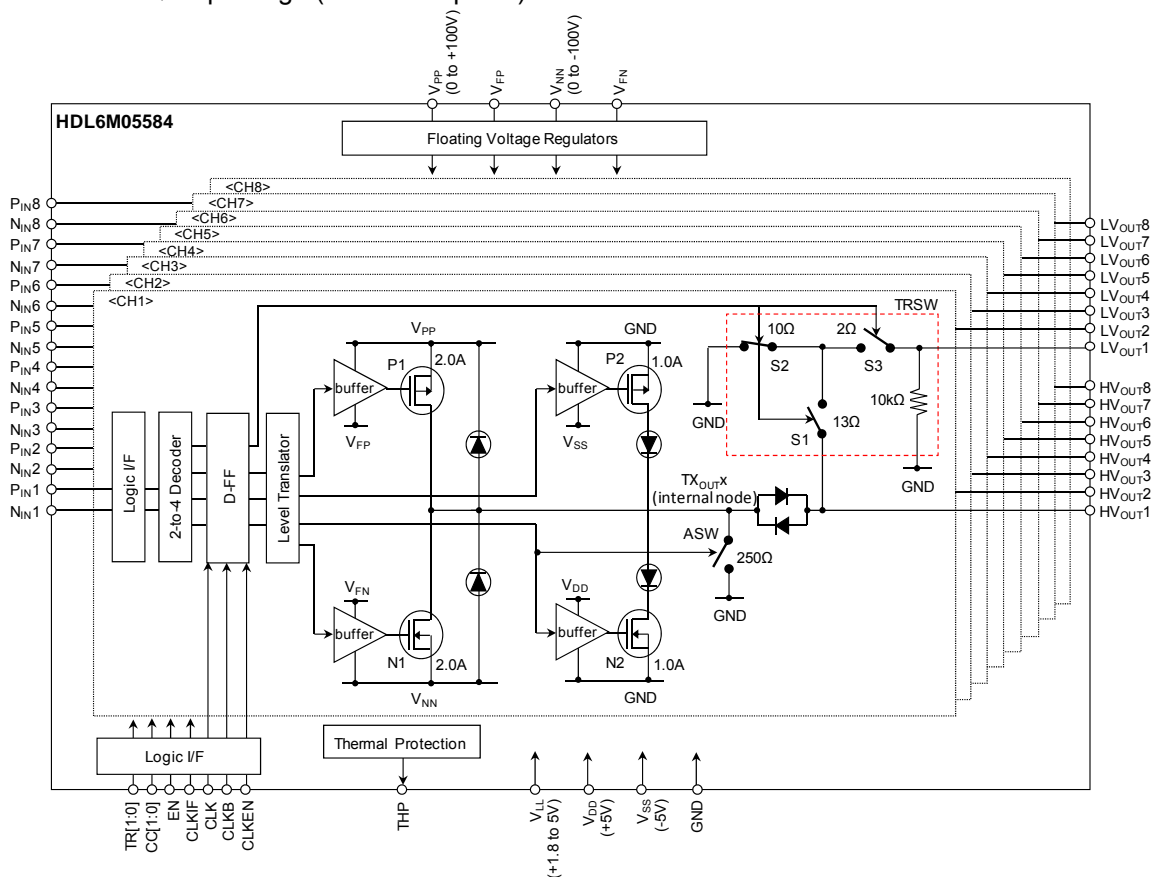 VPP
(0 to +100V)
VFP
VNN
(0 to -100V)
VFN
HDL6M05584
Floating Voltage Regulators
<CH8>
<CH7>
<CH6>
<CH5>
<CH4>
<CH3>
<CH2>
<CH1>
PIN8
NIN8
PIN7
NIN7
PIN6
NIN6
PIN5
NIN5
PIN4
NIN4
PIN3
NIN3
PIN2
NIN2
PIN1
NIN1
Logic I/F
2-to-4 Decoder
D-FF
Level Translator
VPP
P1
2.0A
buffer
VFP
GND
P2
1.0A
buffer
VSS
VFN
buffer
N1
2.0A
VNN
VDD
buffer
N2
1.0A
GND
TRSW
10Ω
S2
2Ω
S3
GND
13Ω
S1
10kΩ
GND
TXOUTx
(internal node)
ASW
250Ω
GND
LVOUT8
LVOUT7
LVOUT6
LVOUT5
LVOUT4
LVOUT3
LVOUT2
LVOUT1
HVOUT8
HVOUT7
HVOUT6
HVOUT5
HVOUT4
HVOUT3
HVOUT2
HVOUT1
Logic I/F
Thermal Protection
TR[1:0]
CC[1:0]
EN
CLKIF
CLK
CLKB
CLKEN
THP
VLL
(+1.8 to 5V)
VDD
(+5V)
VSS
(-5V)
GND